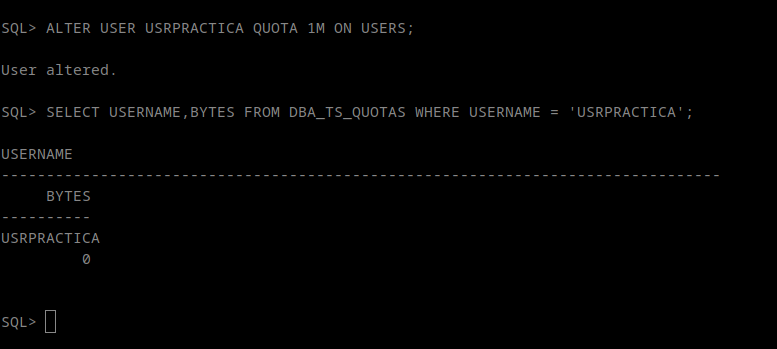 SQL> ALTER USER USRPRACTICA QUOTA 1M ON USERS;
User altered.
SQL> SELECT USERNAME,BYTES FROM DBA_TS_QUOTAS WHERE USERNAME = 'USRPRACTICA';
USERNAME
--------------------------------------------------------------------------------
BYTES
----------
USRPRACTICA
0
SQL>